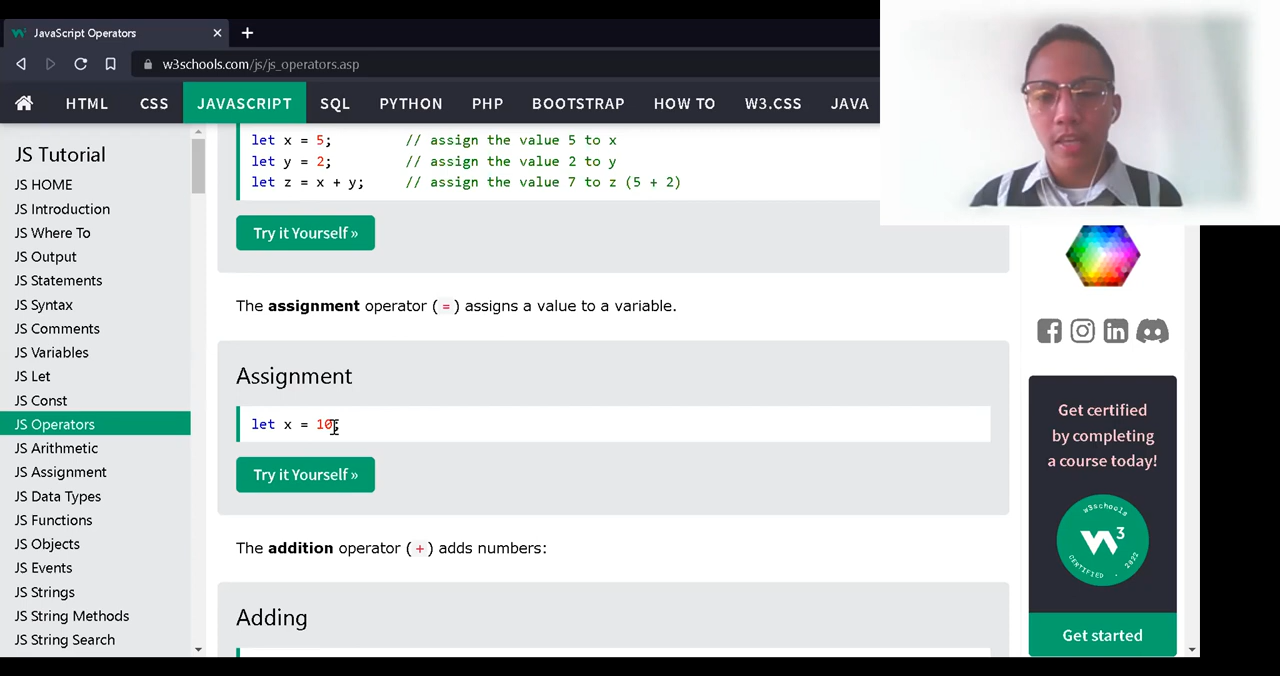 JavaScript Operators
w3schools.com/js/js_operators.asp
HTML CSS JAVASCRIPT SQL PYTHON PHP BOOTSTRAP HOW TO W3.CSS JAVA
JS Tutorial
JS HOME
JS Introduction
JS Where To
JS Output
JS Statements
JS Syntax
JS Comments
JS Variables
JS Let
JS Const
JS Operators
JS Arithmetic
JS Assignment
JS Data Types
JS Functions
JS Objects
JS Events
JS Strings
JS String Methods
JS String Search
let x = 5; // assign the value 5 to x
let y = 2; // assign the value 2 to y
let z = x + y; // assign the value 7 to z (5 + 2)
Try it Yourself »
The assignment operator (=) assigns a value to a variable.
Assignment
let x = 10;
Try it Yourself »
The addition operator (+) adds numbers:
Adding
Get certified
by completing
a course today!
w3schools
W3
CERTIFIED . 2022
Get started